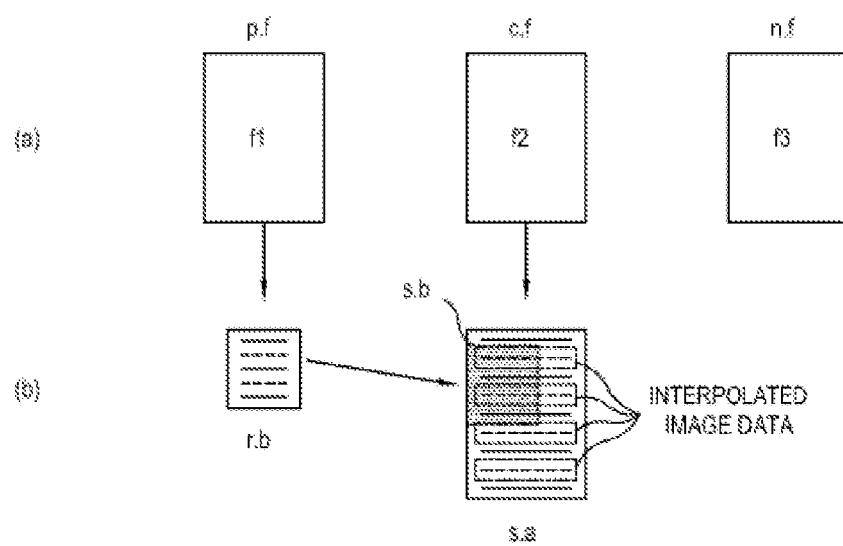 p.f c.f n.f
(a) f1 f2 f3
s.b
(b) INTERPOLATED
IMAGE DATA
r.b
s.a